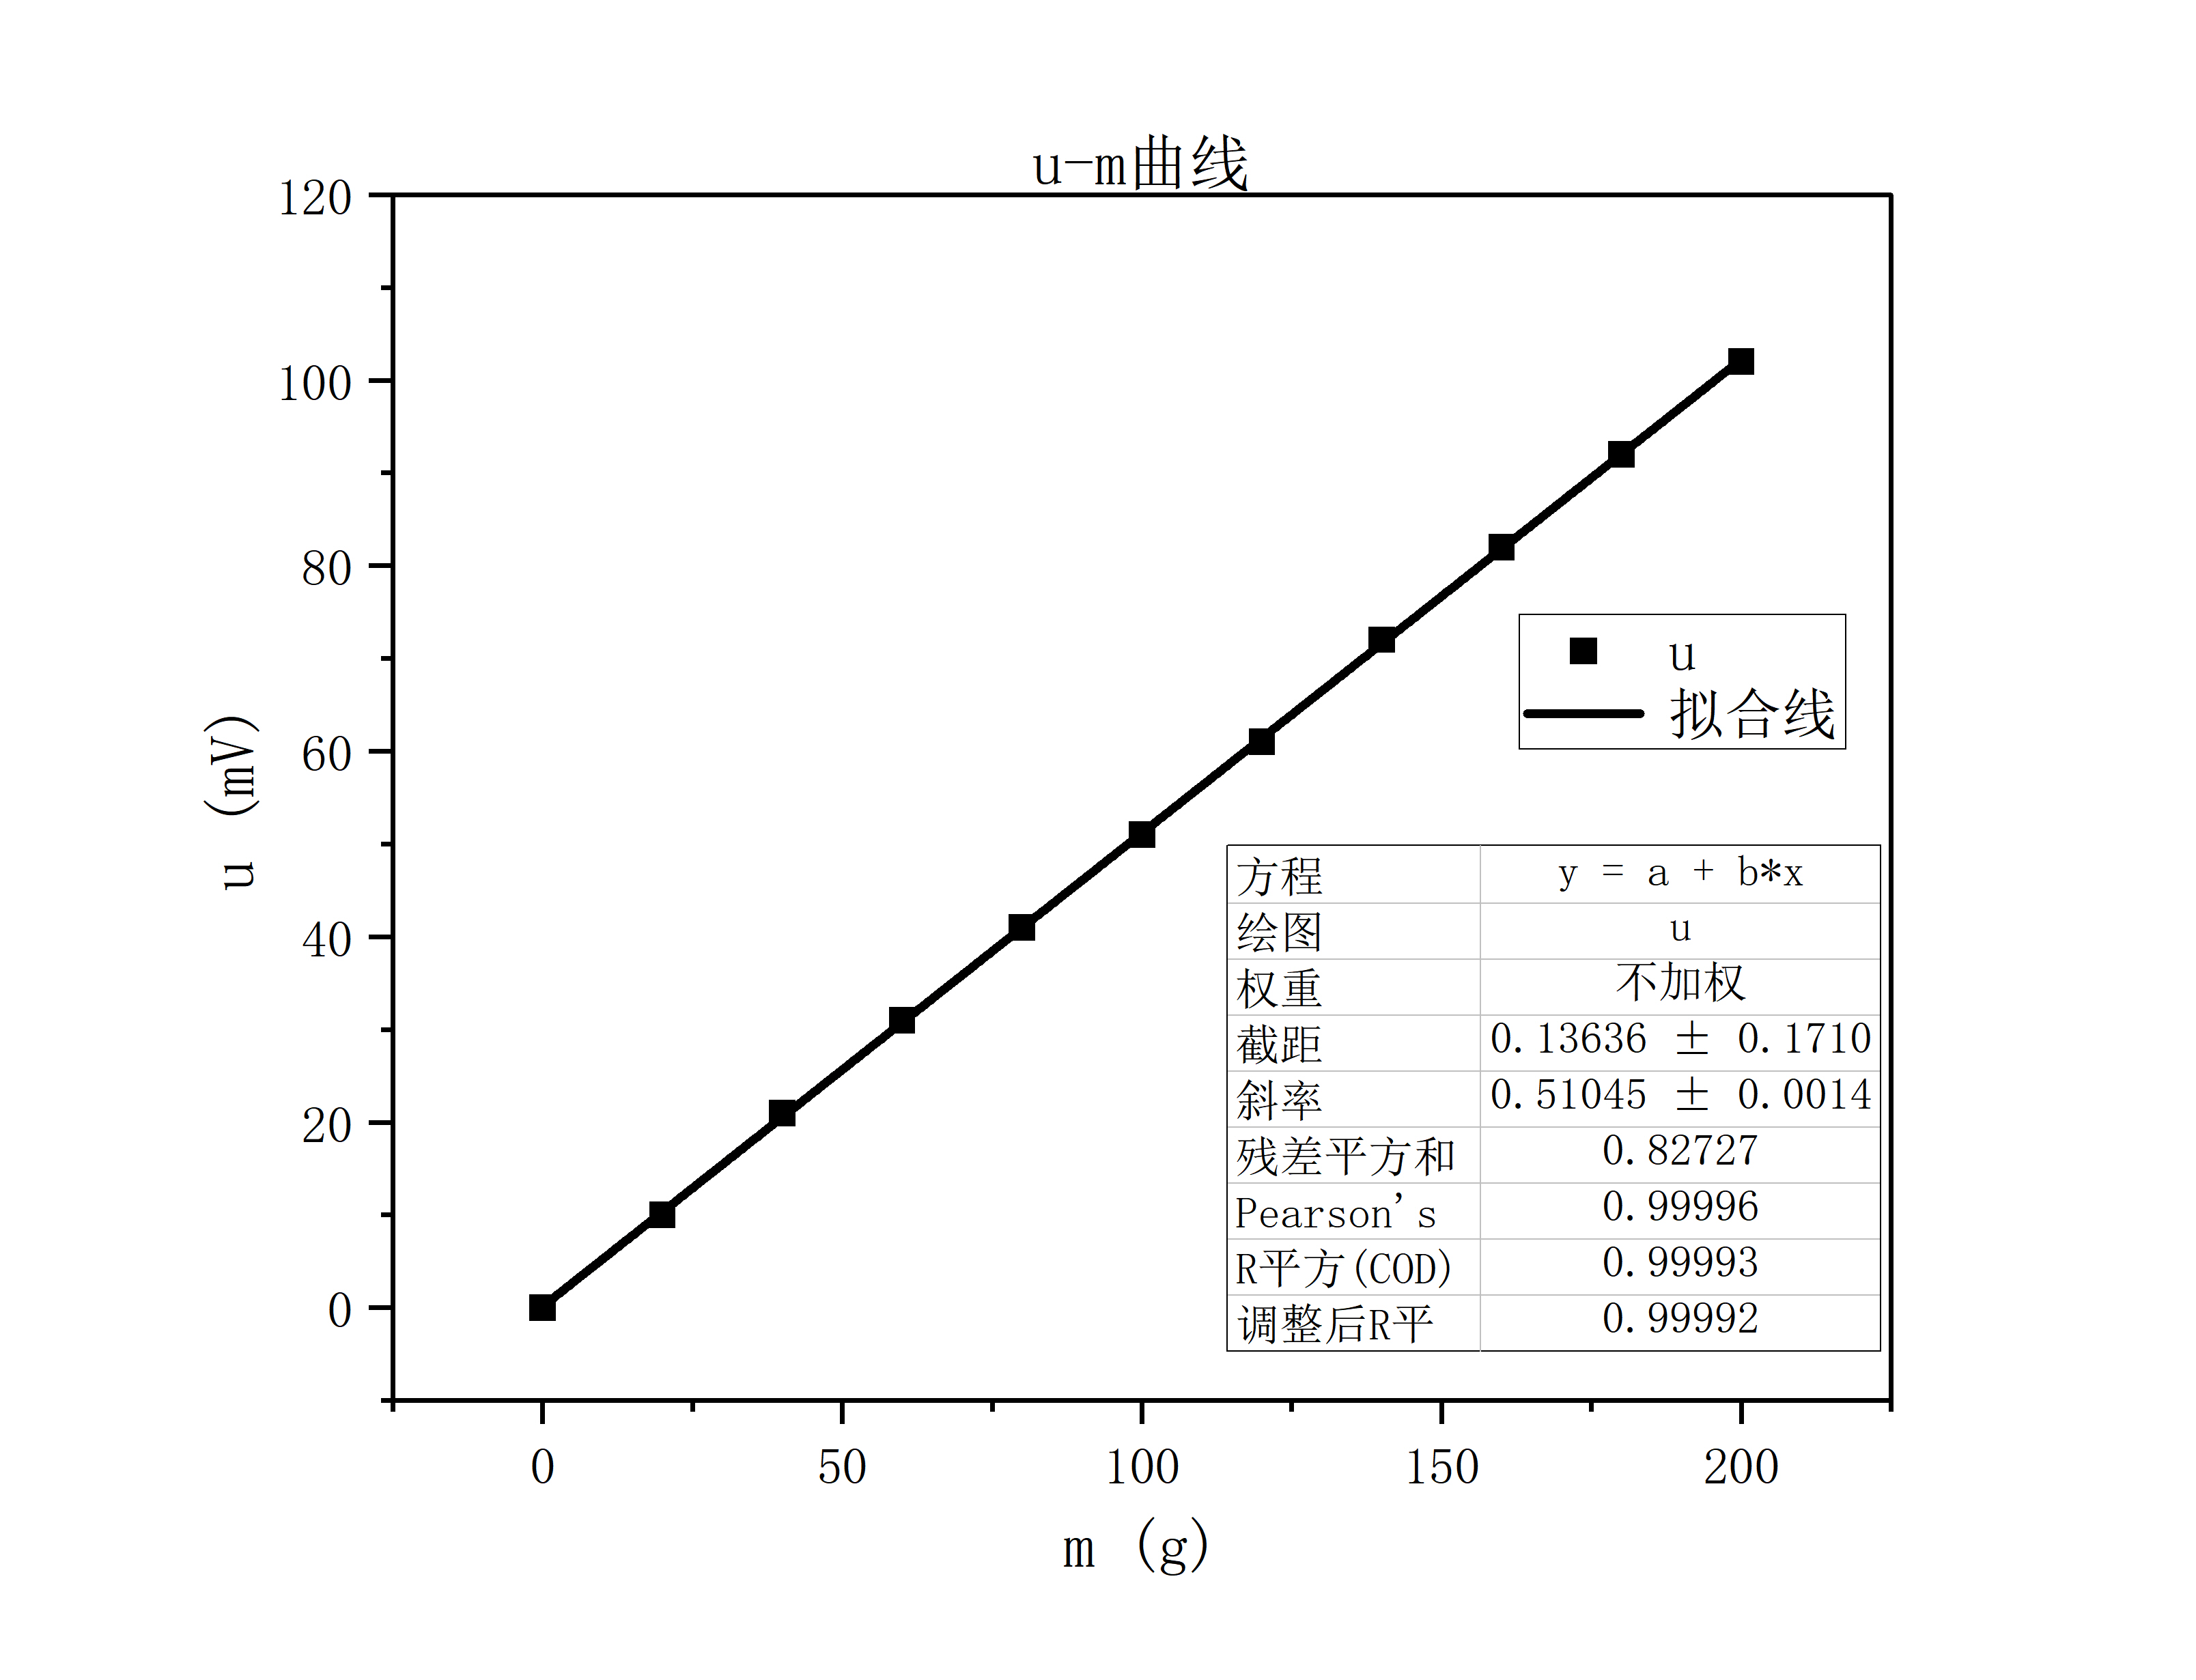 u-m曲线
120
100
80
60
40
20
0
u (mV)
0 50 100 150 200
m (g)
u
拟合线
方程 y = a + b*x
绘图 u
权重 不加权
截距 0.13636 ± 0.1710
斜率 0.51045 ± 0.0014
残差平方和 0.82727
Pearson's 0.99996
R平方(COD) 0.99993
调整后R平 0.99992